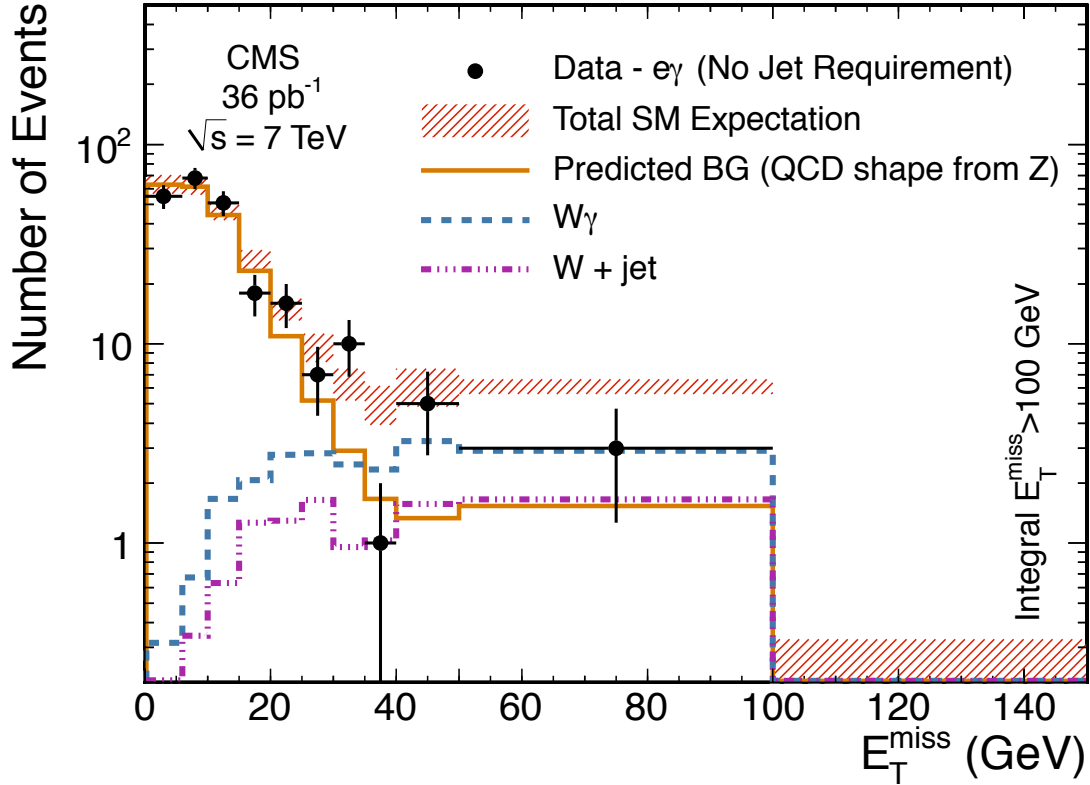 CMS
36 pb⁻¹
√s = 7 TeV
Data - eγ (No Jet Requirement)
Total SM Expectation
Predicted BG (QCD shape from Z)
Wγ
W + jet
Number of Events
10²
10
1
Integral E_T^miss>100 GeV
0 20 40 60 80 100 120 140
E_T^miss (GeV)